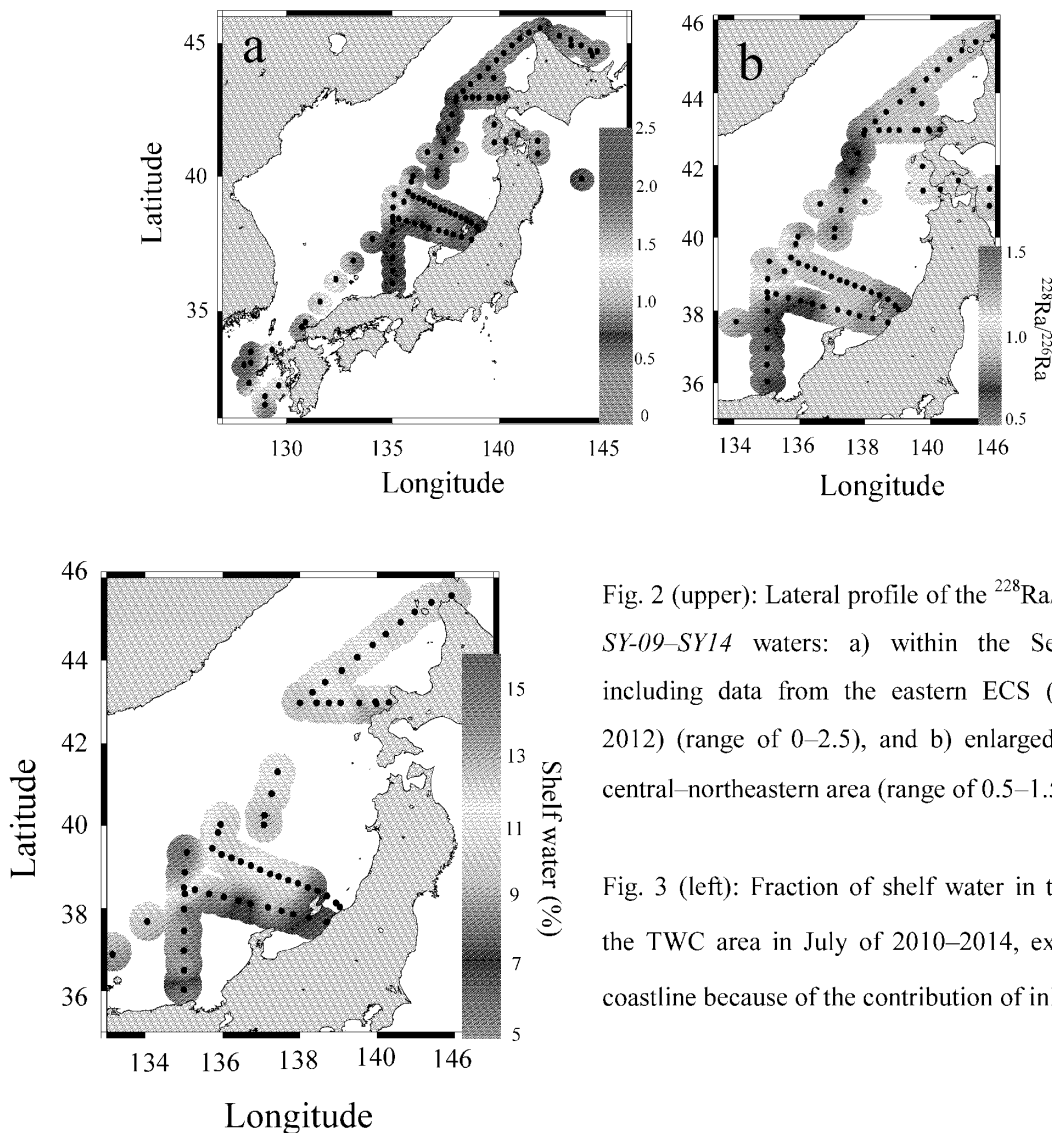 a
b
45
40
35
130
135
140
145
Latitude
Longitude
2.5
2.0
1.5
1.0
0.5
0
46
44
42
40
38
36
134
136
138
140
146
Latitude
Longitude
1.5
1.0
0.5
228Ra/226Ra
46
44
42
40
38
36
134
136
138
140
146
Latitude
Longitude
15
13
11
9
7
5
Shelf water (%)
Fig. 2 (upper): Lateral profile of the 228Ra/
SY-09–SY14 waters: a) within the Se
including data from the eastern ECS (
2012) (range of 0–2.5), and b) enlarged
central–northeastern area (range of 0.5–1.5
Fig. 3 (left): Fraction of shelf water in t
the TWC area in July of 2010–2014, ex
coastline because of the contribution of in